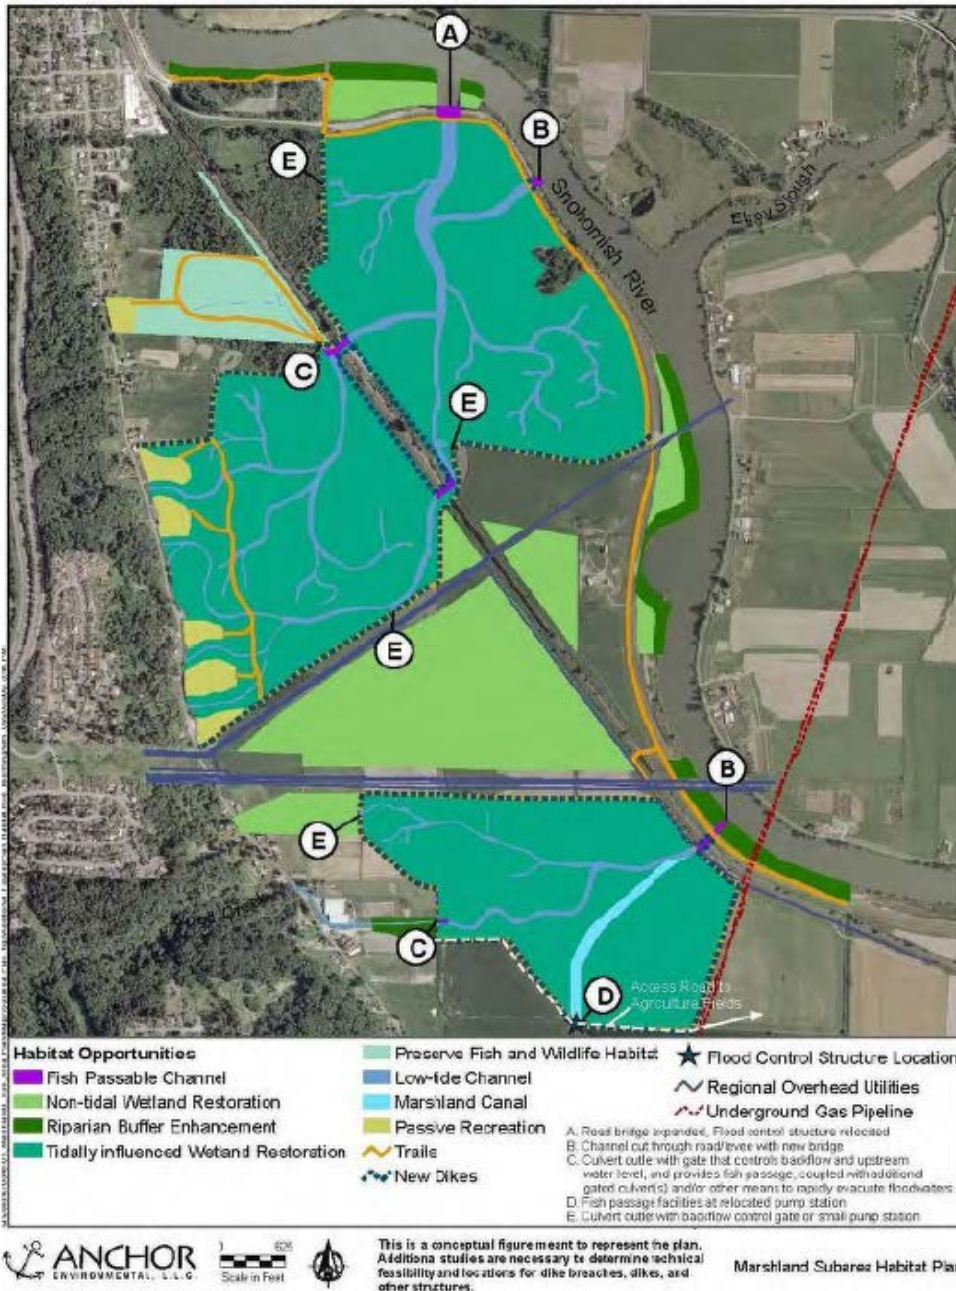 A
B
E
Snohomish River
Ebey Slough
C
E
E
B
E
C
D
Access Road to
Agriculture Fields
Habitat Opportunities
Fish Passable Channel
Non-tidal Wetland Restoration
Riparian Buffer Enhancement
Tidally influenced Wetland Restoration
Preserve Fish and Wildlife Habitat
Low-tide Channel
Marshland Canal
Passive Recreation
Trails
New Dikes
Flood Control Structure Location
Regional Overhead Utilities
Underground Gas Pipeline
A. Road bridge expanded, Flood control structure relocated
B. Channel cut through road/levee with new bridge
C. Culvert outlet with gate that controls backflow and upstream
water level, and provides fish passage, coupled with additional
gated culvert(s) and/or other means to rapidly evacuate floodwaters
D. Fish passage facilities at relocated pump station
E. Culvert outlet with backflow control gate or small pump station
ANCHOR
ENVIRONMENTAL, L.L.C.
Scale in Feet
This is a conceptual figure meant to represent the plan.
Additional studies are necessary to determine technical
feasibility and locations for dike breaches, dikes, and
other structures.
Marshland Subarea Habitat Plan